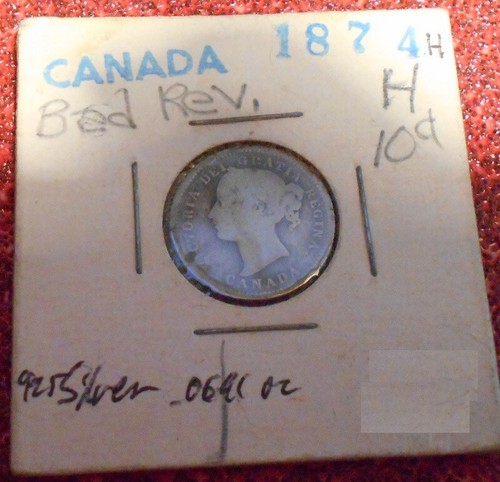 CANADA 1874H
Bad Rev. H
10¢
VICTORIA DEI GRATIA REGINA.
CANADA
925 Silver .0691 oz